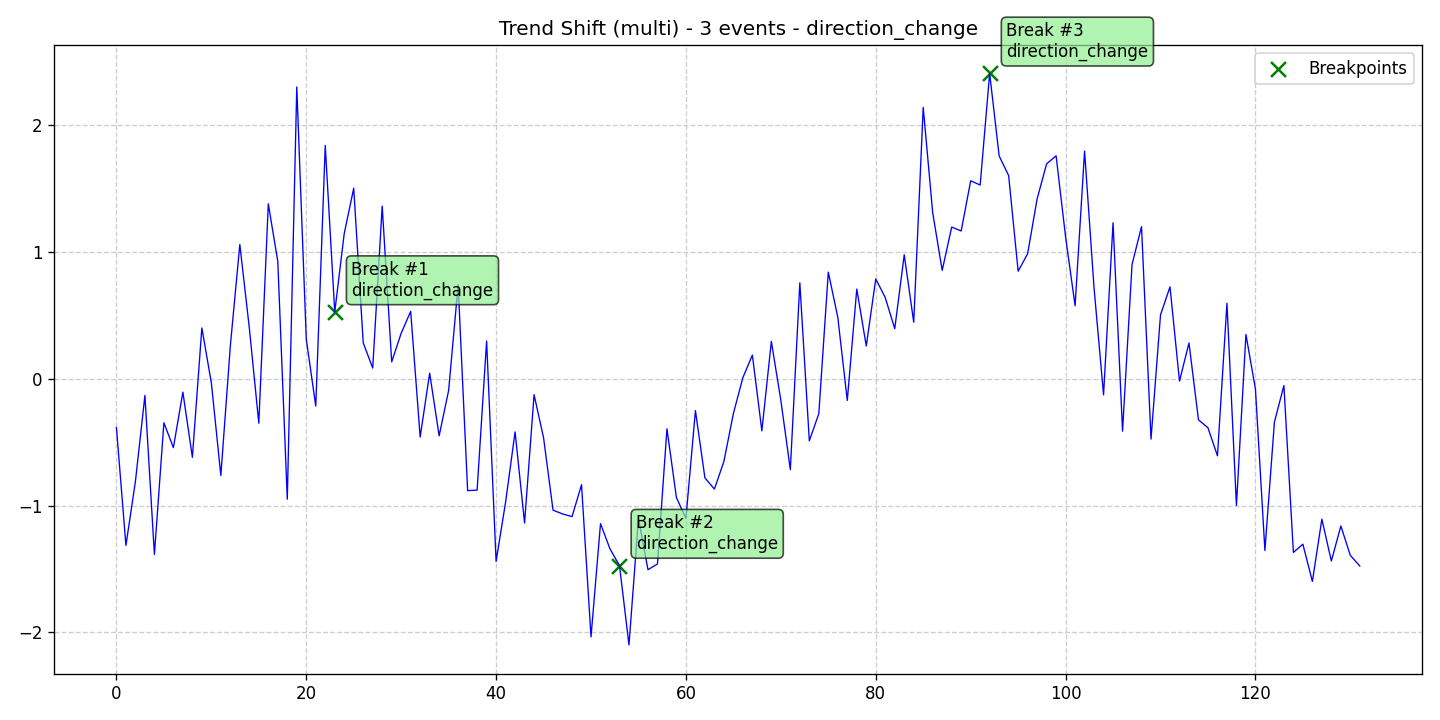 Trend Shift (multi) - 3 events - direction_change
Break #3
direction_change
Breakpoints
Break #1
direction_change
Break #2
direction_change
2
1
0
−1
−2
0
20
40
60
80
100
120